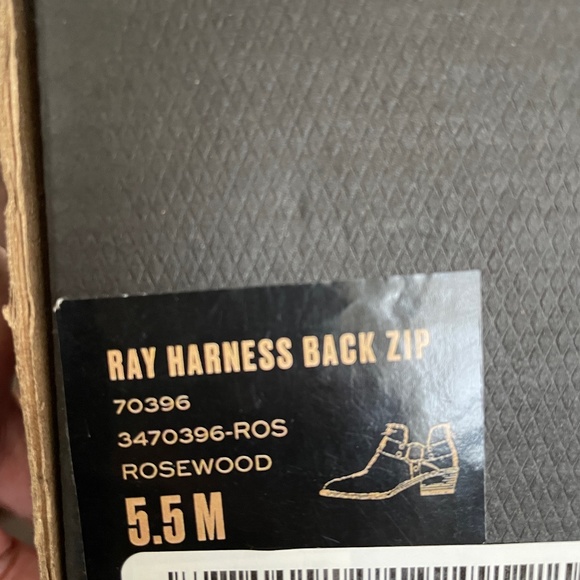 RAY HARNESS BACK ZIP
70396
3470396-ROS
ROSEWOOD
5.5 M